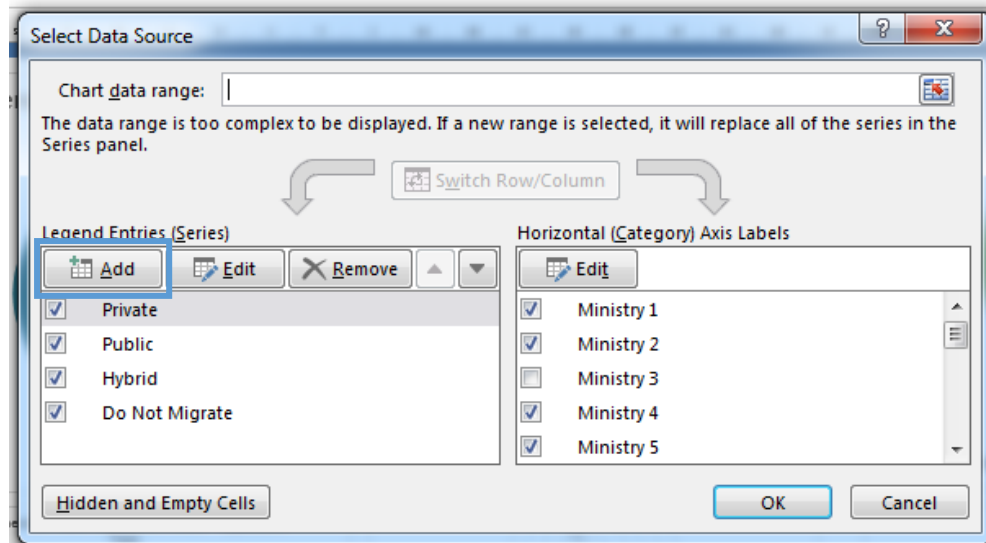 Select Data Source
Chart data range:
The data range is too complex to be displayed. If a new range is selected, it will replace all of the series in the
Series panel.
Switch Row/Column
Legend Entries (Series)
Horizontal (Category) Axis Labels
Add Edit Remove
Edit
Private
Ministry 1
Public
Ministry 2
Hybrid
Ministry 3
Do Not Migrate
Ministry 4
Ministry 5
Hidden and Empty Cells
OK
Cancel